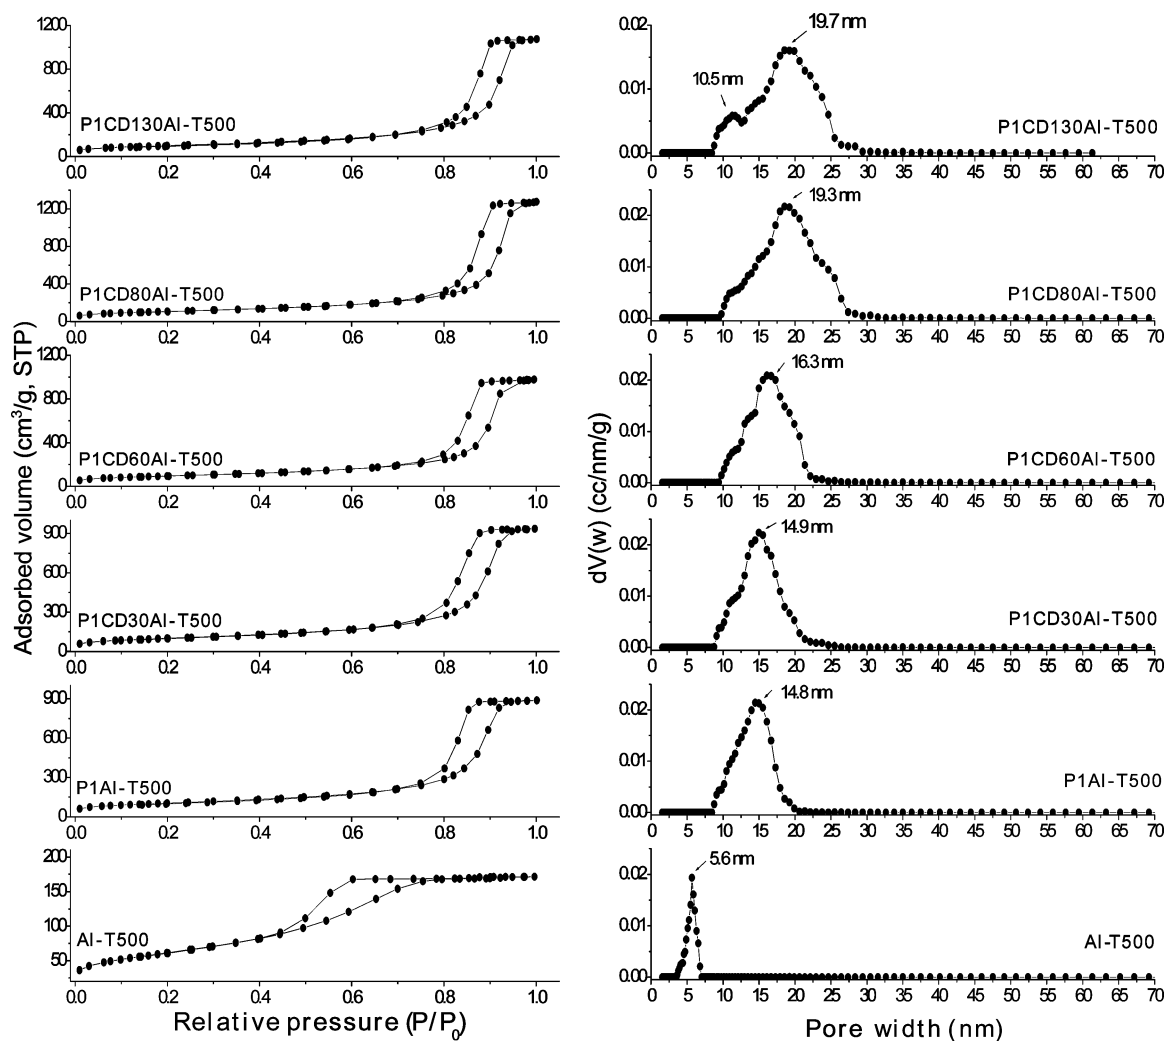 1200
800
400
0
P1CD130Al-T500
0.0 0.2 0.4 0.6 0.8 1.0
1200
800
400
0
P1CD80Al-T500
0.0 0.2 0.4 0.6 0.8 1.0
1200
800
400
0
P1CD60Al-T500
0.0 0.2 0.4 0.6 0.8 1.0
900
600
300
0
P1CD30Al-T500
0.0 0.2 0.4 0.6 0.8 1.0
900
600
300
0
P1Al-T500
0.0 0.2 0.4 0.6 0.8 1.0
200
150
100
50
Al-T500
0.0 0.2 0.4 0.6 0.8 1.0
Adsorbed volume (cm³/g, STP)
Relative pressure (P/P₀)
0.02
0.01
0.00
10.5 nm
19.7 nm
P1CD130Al-T500
0 5 10 15 20 25 30 35 40 45 50 55 60 65 70
0.02
0.01
0.00
19.3 nm
P1CD80Al-T500
0 5 10 15 20 25 30 35 40 45 50 55 60 65 70
0.02
0.01
0.00
16.3 nm
P1CD60Al-T500
0 5 10 15 20 25 30 35 40 45 50 55 60 65 70
0.02
0.01
0.00
14.9 nm
P1CD30Al-T500
0 5 10 15 20 25 30 35 40 45 50 55 60 65 70
0.02
0.01
0.00
14.8 nm
P1Al-T500
0 5 10 15 20 25 30 35 40 45 50 55 60 65 70
0.02
0.01
0.00
5.6 nm
Al-T500
0 5 10 15 20 25 30 35 40 45 50 55 60 65 70
dV(w) (cc/nm/g)
Pore width (nm)